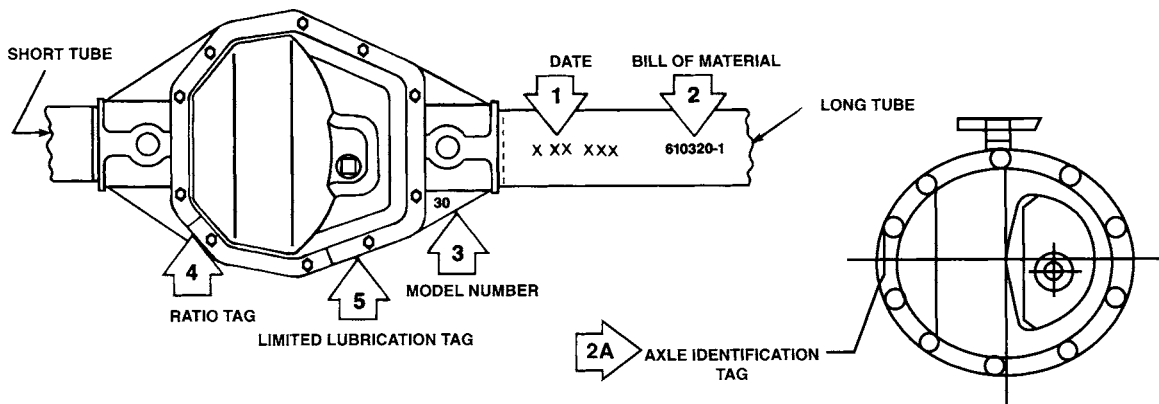 SHORT TUBE
DATE
BILL OF MATERIAL
1
2
LONG TUBE
X XX XXX
610320-1
30
4
3
5
MODEL NUMBER
RATIO TAG
LIMITED LUBRICATION TAG
2A
AXLE IDENTIFICATION
TAG